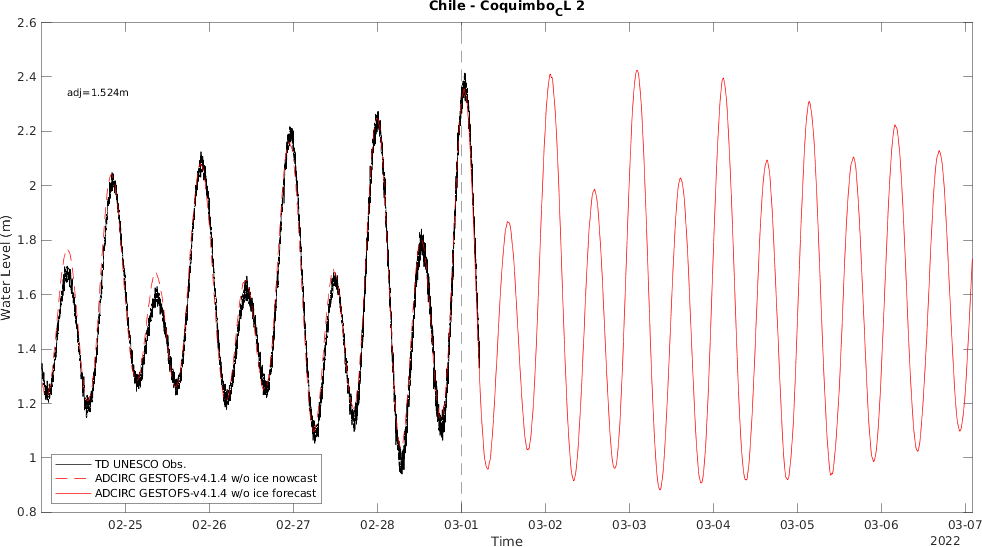 Chile - Coquimbo_CL 2
2.6
2.4
adj=1.524m
2.2
2
1.8
1.6
1.4
1.2
1
0.8
Water Level (m)
TD UNESCO Obs.
ADCIRC GESTOFS-v4.1.4 w/o ice nowcast
ADCIRC GESTOFS-v4.1.4 w/o ice forecast
02-25 02-26 02-27 02-28 03-01 03-02 03-03 03-04 03-05 03-06 03-07
Time
2022